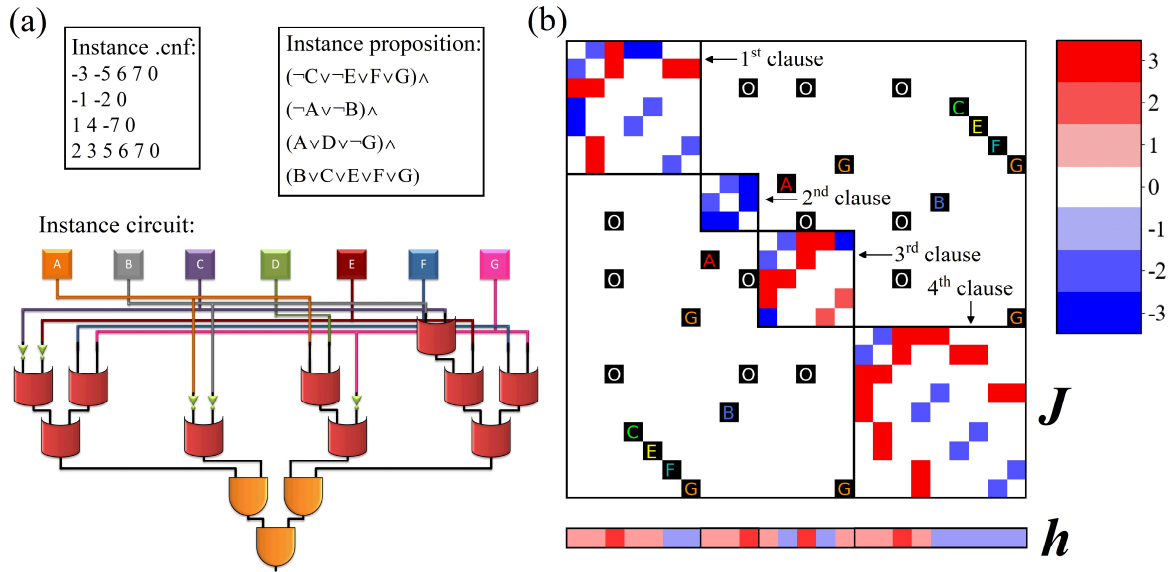 (a)
Instance .cnf:
-3 -5 6 7 0
-1 -2 0
1 4 -7 0
2 3 5 6 7 0
Instance proposition:
(¬C∨¬E∨F∨G)∧
(¬A∨¬B)∧
(A∨D∨¬G)∧
(B∨C∨E∨F∨G)
Instance circuit:
A B C D E F G
(b)
1st clause
O O O
C
E
F
G G
A
2nd clause
B
O O O
A
3rd clause
O O O
G G
4th clause
O O O
B
C
E
F
G G
J
h
3
2
1
0
-1
-2
-3